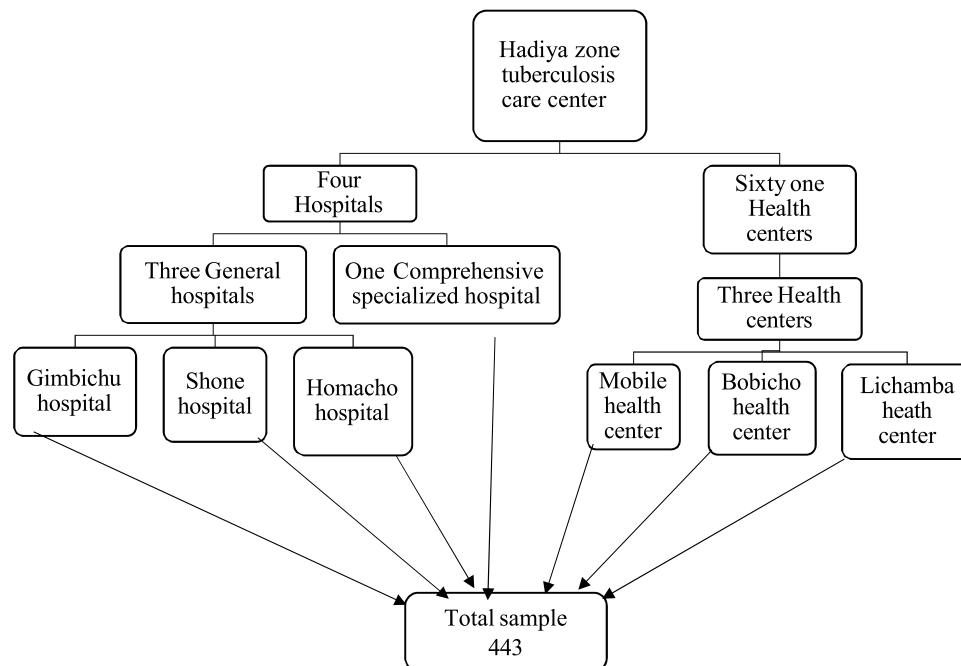 Hadiya zone
tuberculosis
care center
Four
Hospitals
Sixty one
Health
centers
Three General
hospitals
One Comprehensive
specialized hospital
Three Health
centers
Gimbichu
hospital
Shone
hospital
Homacho
hospital
Mobile
health
center
Bobicho
health
center
Lichamba
heath
center
Total sample
443